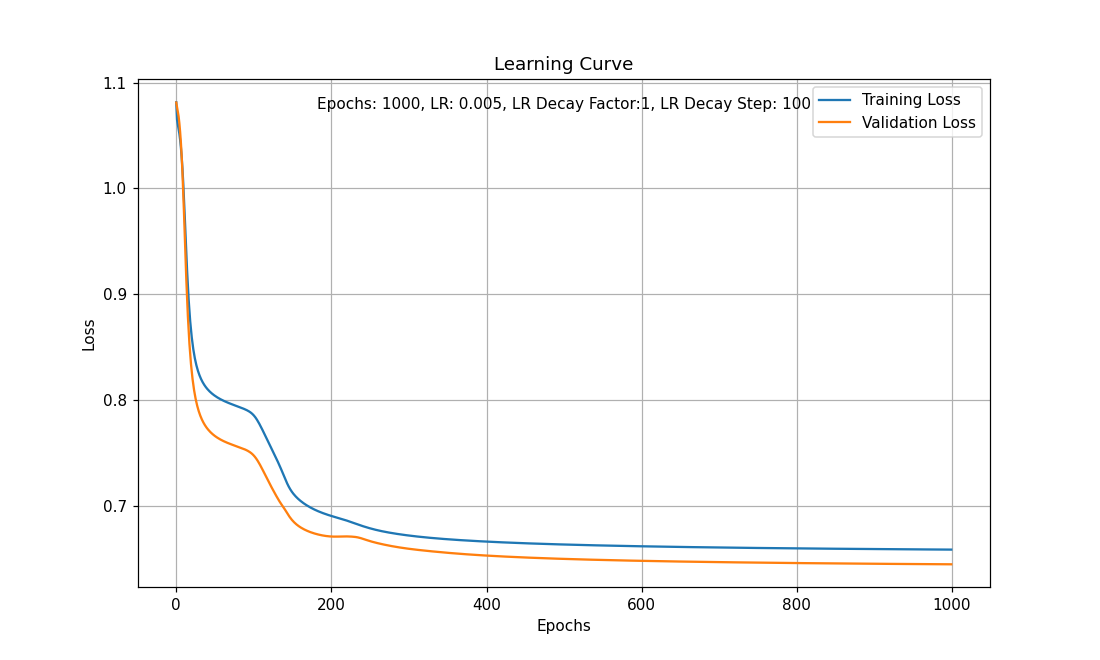 Learning Curve
Epochs: 1000, LR: 0.005, LR Decay Factor:1, LR Decay Step: 100
Training Loss
Validation Loss
1.1
1.0
0.9
0.8
0.7
Loss
0 200 400 600 800 1000
Epochs